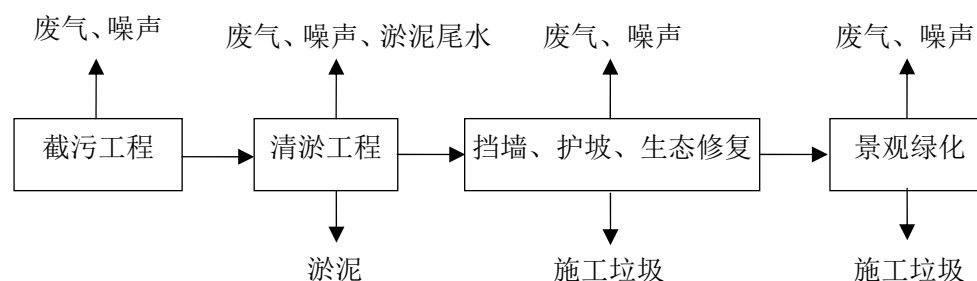 废气、噪声
废气、噪声、淤泥尾水
废气、噪声
废气、噪声
截污工程
清淤工程
挡墙、护坡、生态修复
景观绿化
淤泥
施工垃圾
施工垃圾